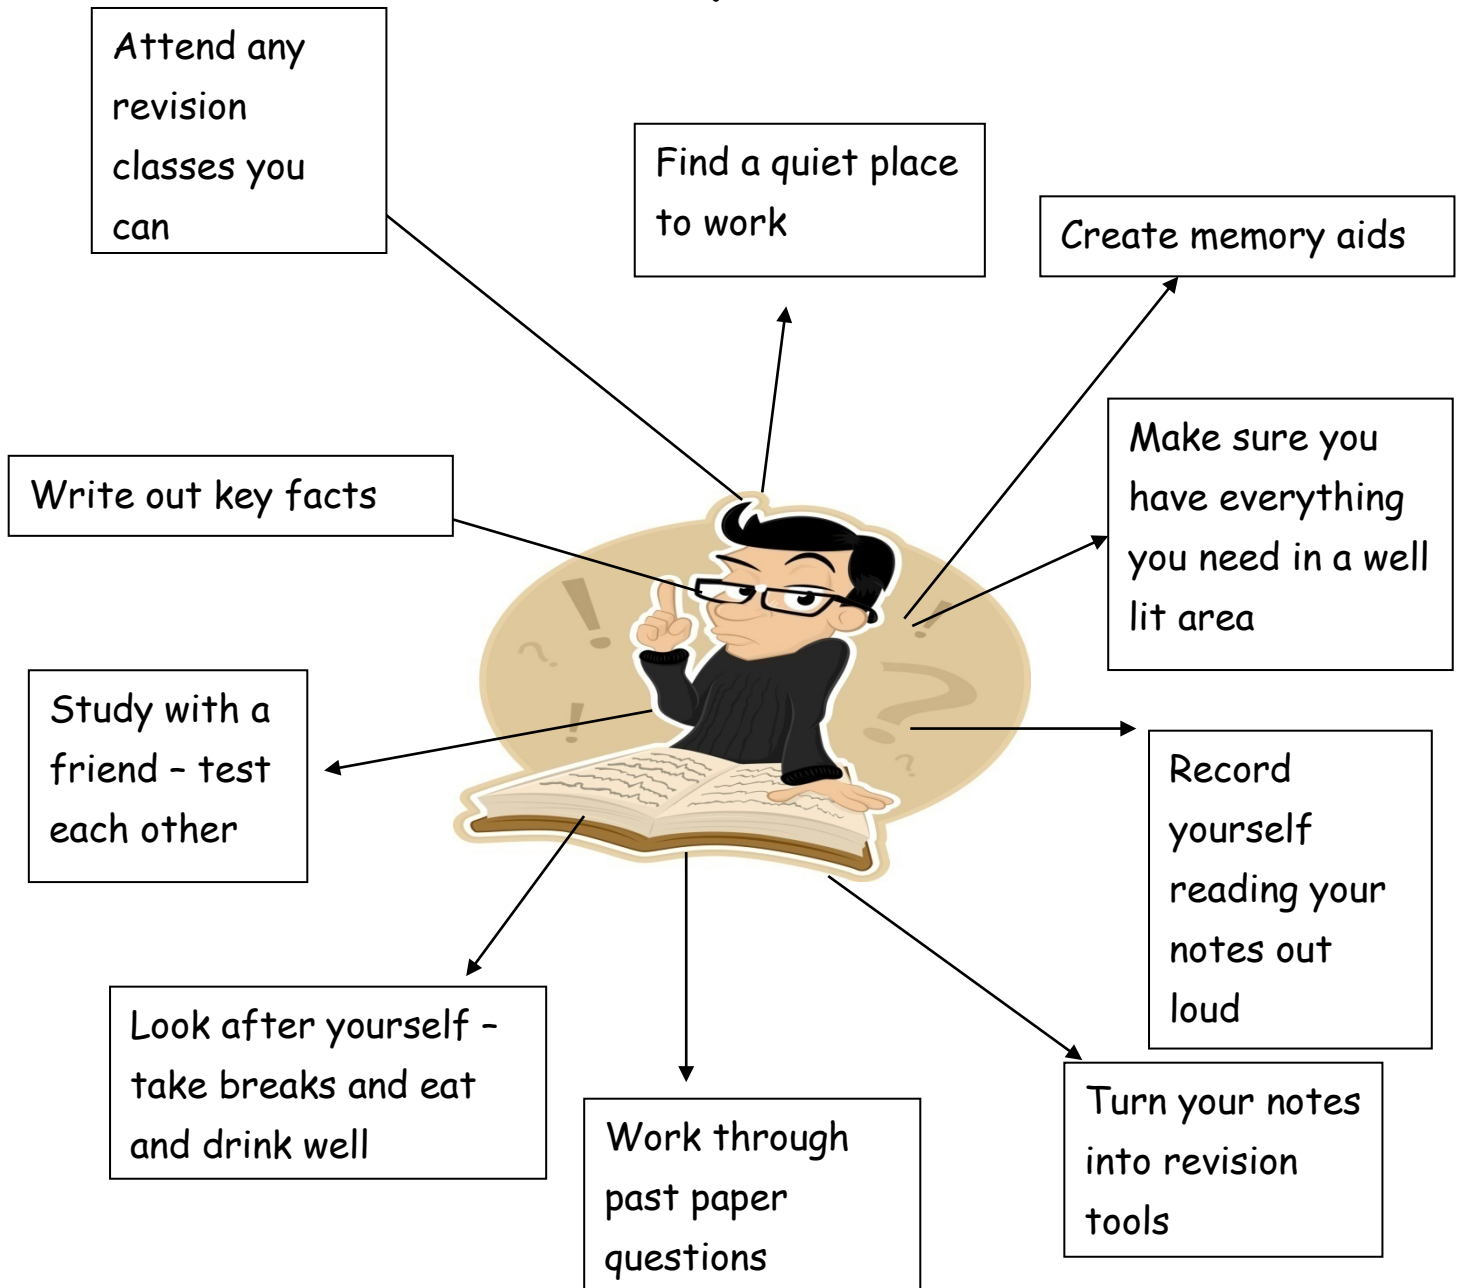 Attend any
revision
classes you
can
Find a quiet place
to work
Create memory aids
Make sure you
have everything
you need in a well
lit area
Write out key facts
Study with a
friend – test
each other
Record
yourself
reading your
notes out
loud
Look after yourself –
take breaks and eat
and drink well
Work through
past paper
questions
Turn your notes
into revision
tools